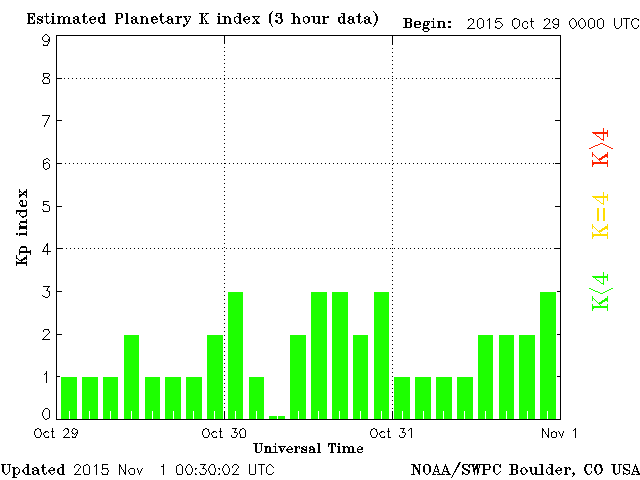 Estimated Planetary K index (3 hour data) Begin: 2015 Oct 29 0000 UTC
9
8
7
6
5
4
3
2
1
0
Kp index
K>4
K=4
K<4
Oct 29 Oct 30 Oct 31 Nov 1
Universal Time
Updated 2015 Nov 1 00:30:02 UTC NOAA/SWPC Boulder, CO USA